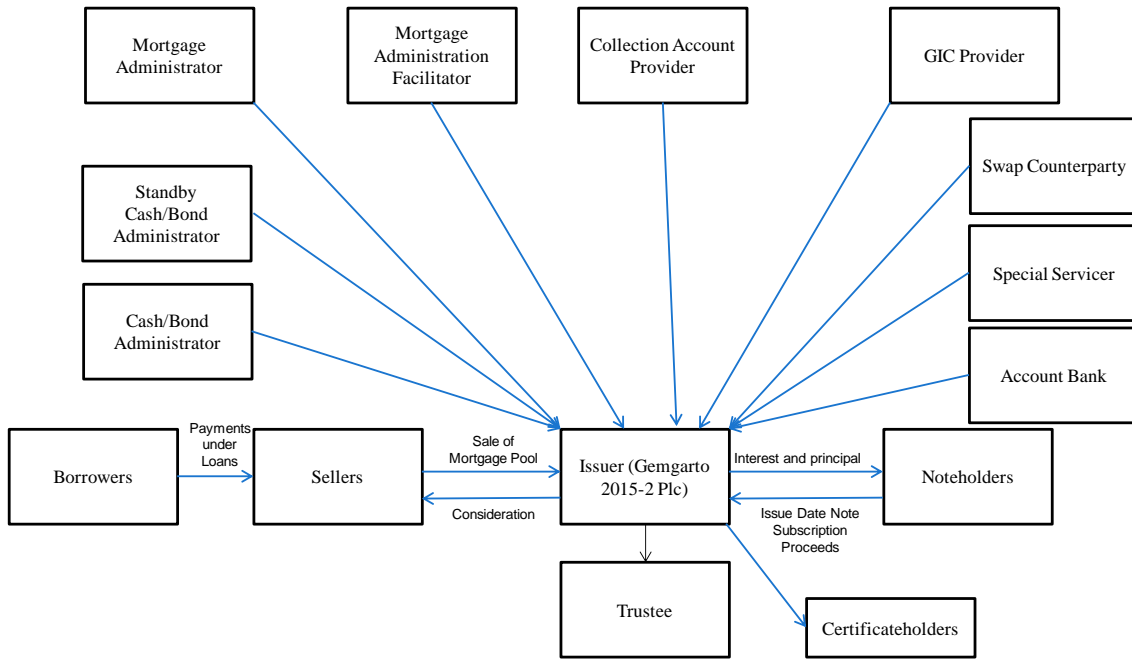 Mortgage
Administrator
Mortgage
Administration
Facilitator
Collection Account
Provider
GIC Provider
Swap Counterparty
Standby
Cash/Bond
Administrator
Special Servicer
Cash/Bond
Administrator
Account Bank
Borrowers
Payments
under
Loans
Sellers
Sale of
Mortgage Pool
Consideration
Issuer (Gemgarto
2015-2 Plc)
Interest and principal
Issue Date Note
Subscription
Proceeds
Noteholders
Trustee
Certificateholders